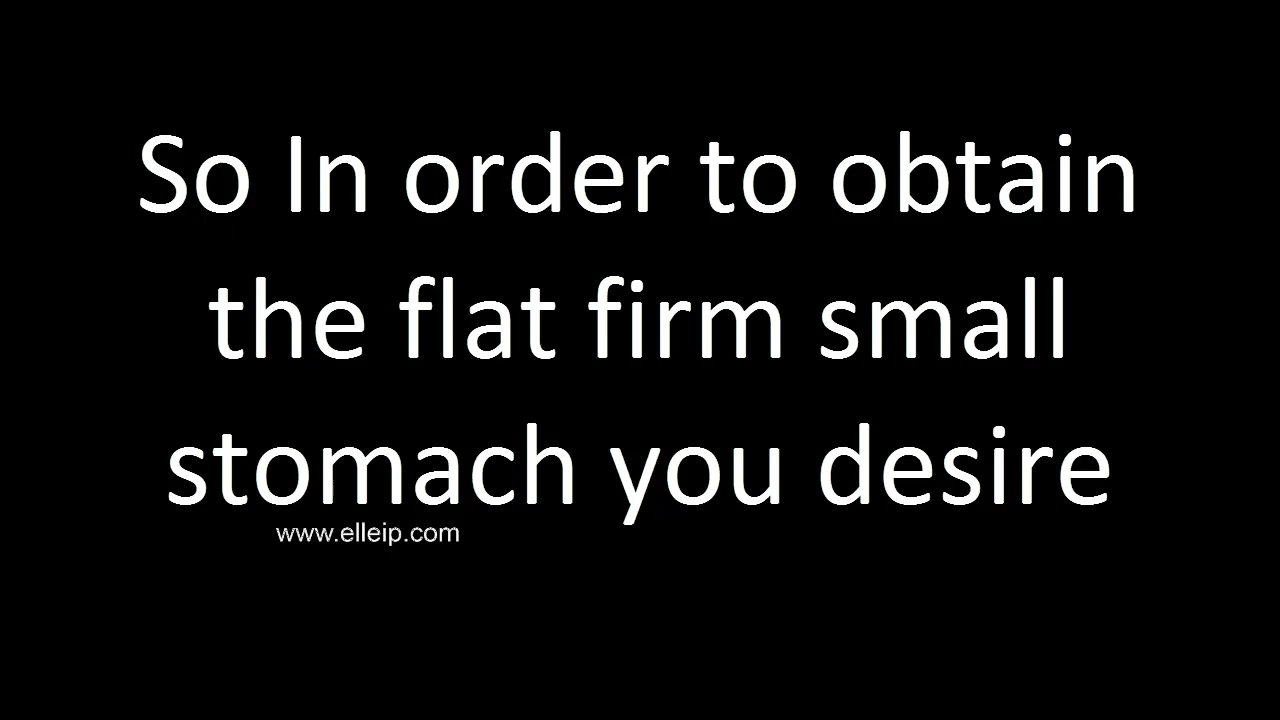 So In order to obtain
the flat firm small
stomach you desire
www.elleip.com